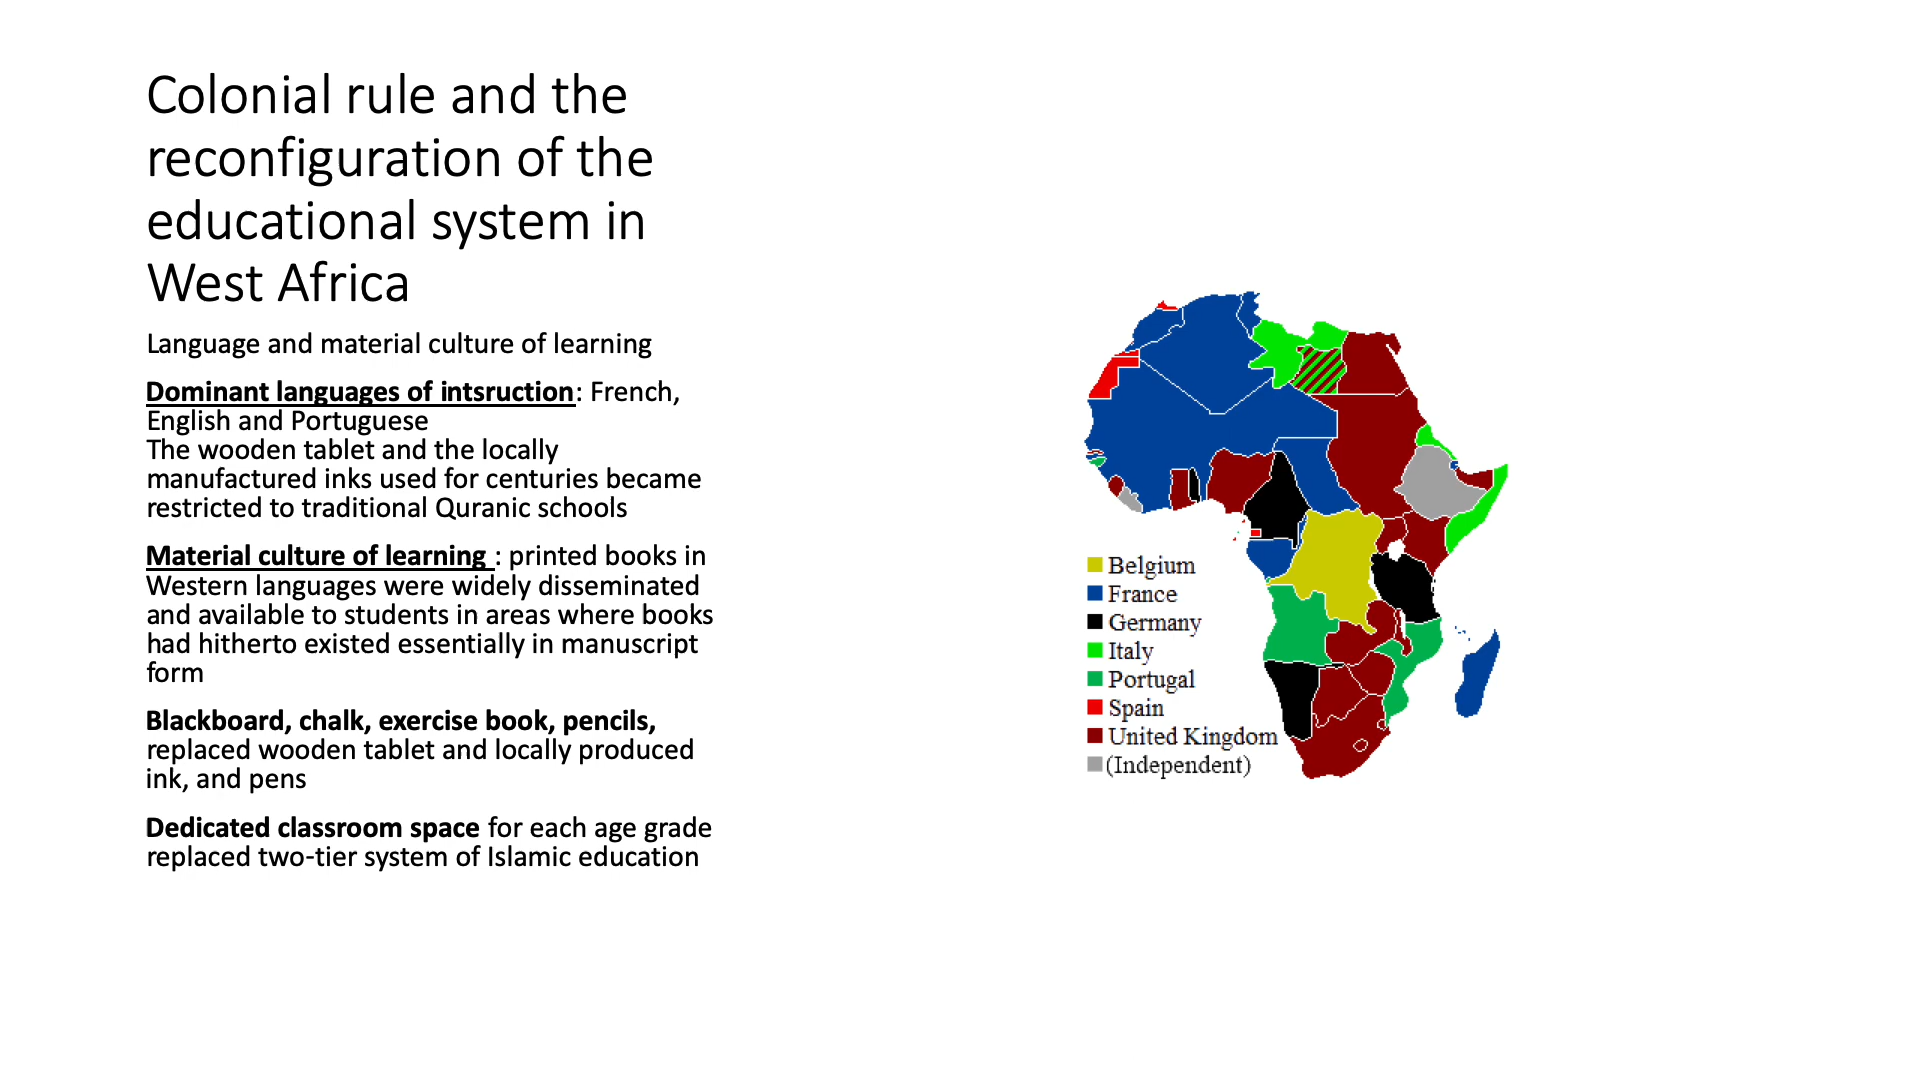 Colonial rule and the
reconfiguration of the
educational system in
West Africa
Language and material culture of learning
Dominant languages of intsruction: French,
English and Portuguese
The wooden tablet and the locally
manufactured inks used for centuries became
restricted to traditional Quranic schools
Material culture of learning : printed books in
Western languages were widely disseminated
and available to students in areas where books
had hitherto existed essentially in manuscript
form
Blackboard, chalk, exercise book, pencils,
replaced wooden tablet and locally produced
ink, and pens
Dedicated classroom space for each age grade
replaced two-tier system of Islamic education
Belgium
France
Germany
Italy
Portugal
Spain
United Kingdom
(Independent)